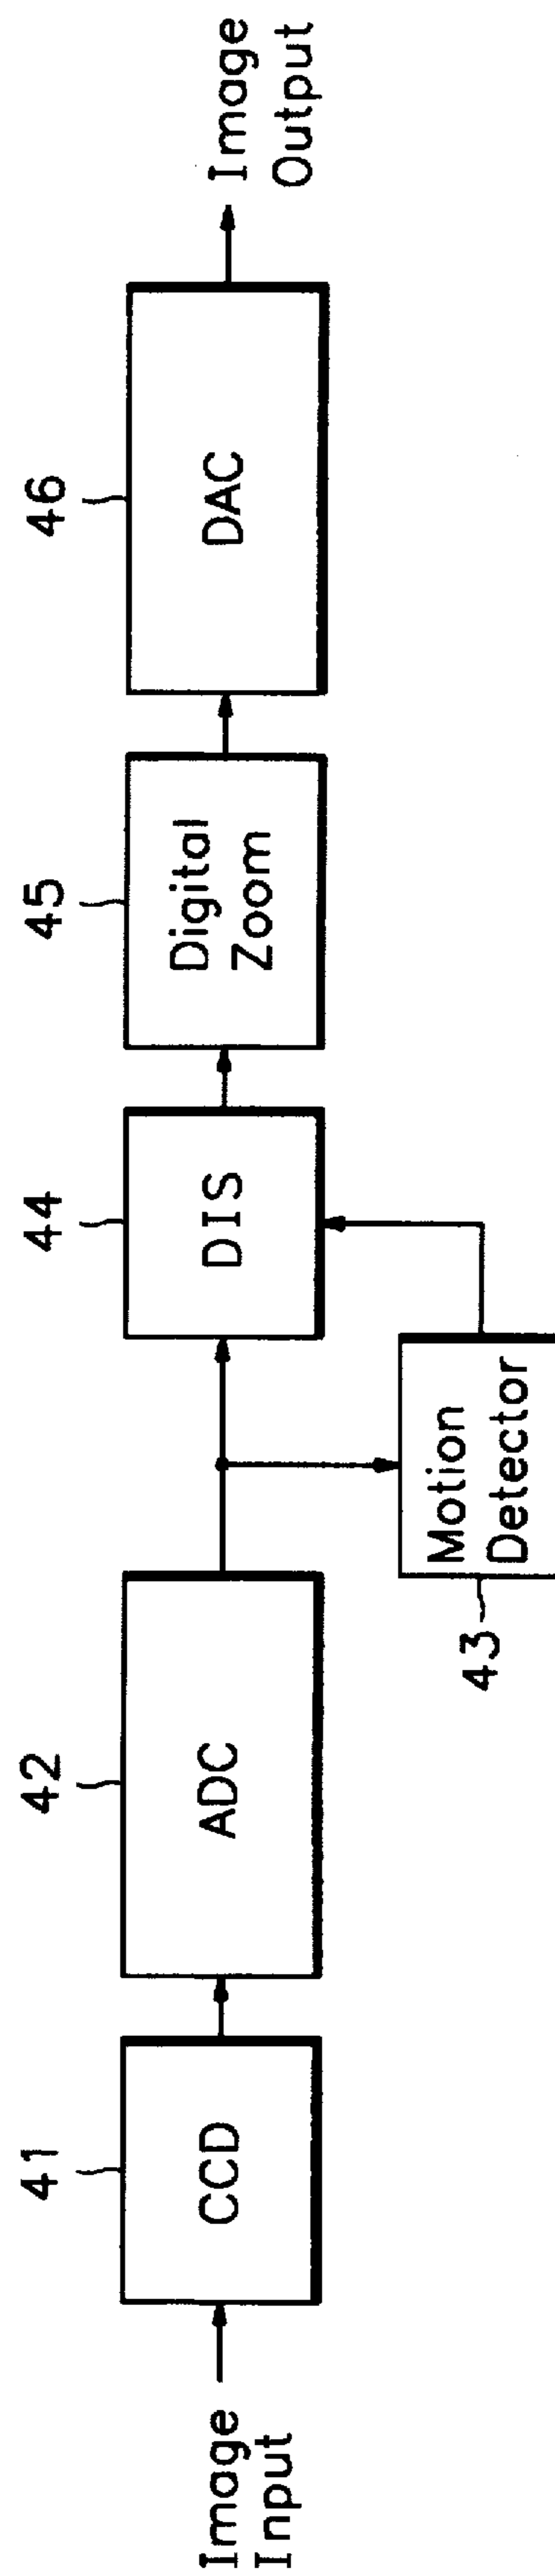 Image
Input
41
CCD
42
ADC
43
Motion
Detector
44
DIS
45
Digital
Zoom
46
DAC
Image
Output